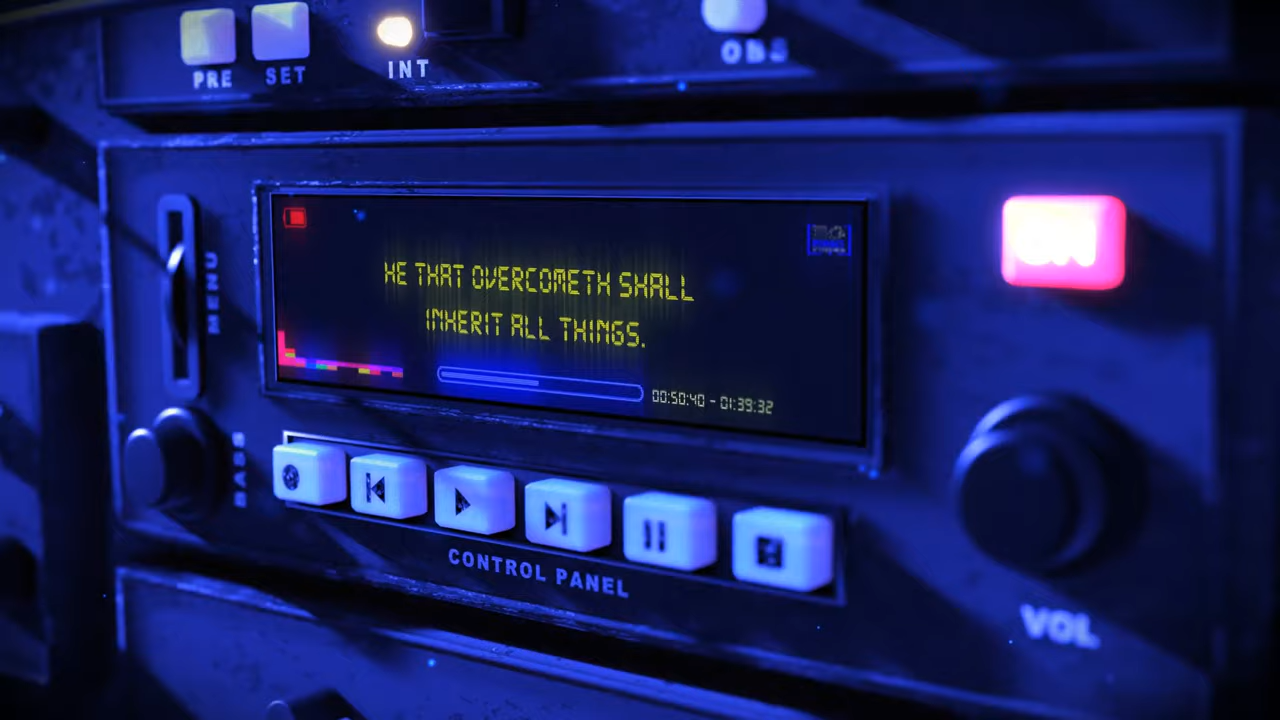 PRE SET INT
MENU
HE THAT OVERCOMETH SHALL
INHERIT ALL THINGS.
00:50:40 - 01:39:32
BASS
CONTROL PANEL
VOL